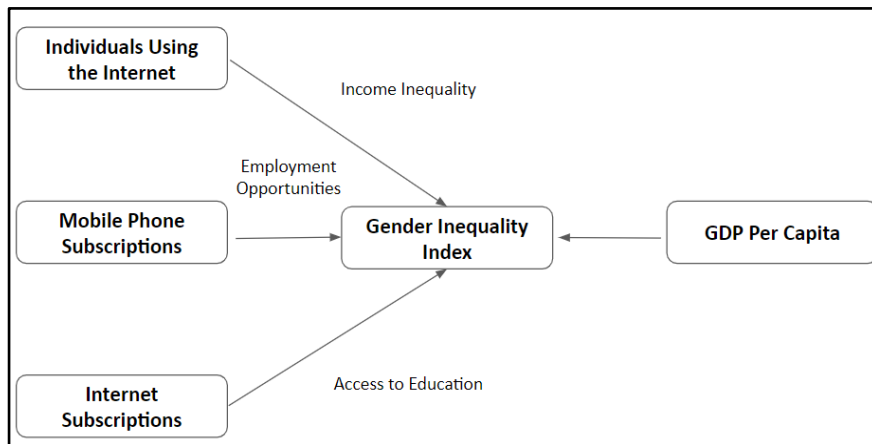 Individuals Using
the Internet
Income Inequality
Employment
Opportunities
Mobile Phone
Subscriptions
Gender Inequality
Index
GDP Per Capita
Access to Education
Internet
Subscriptions